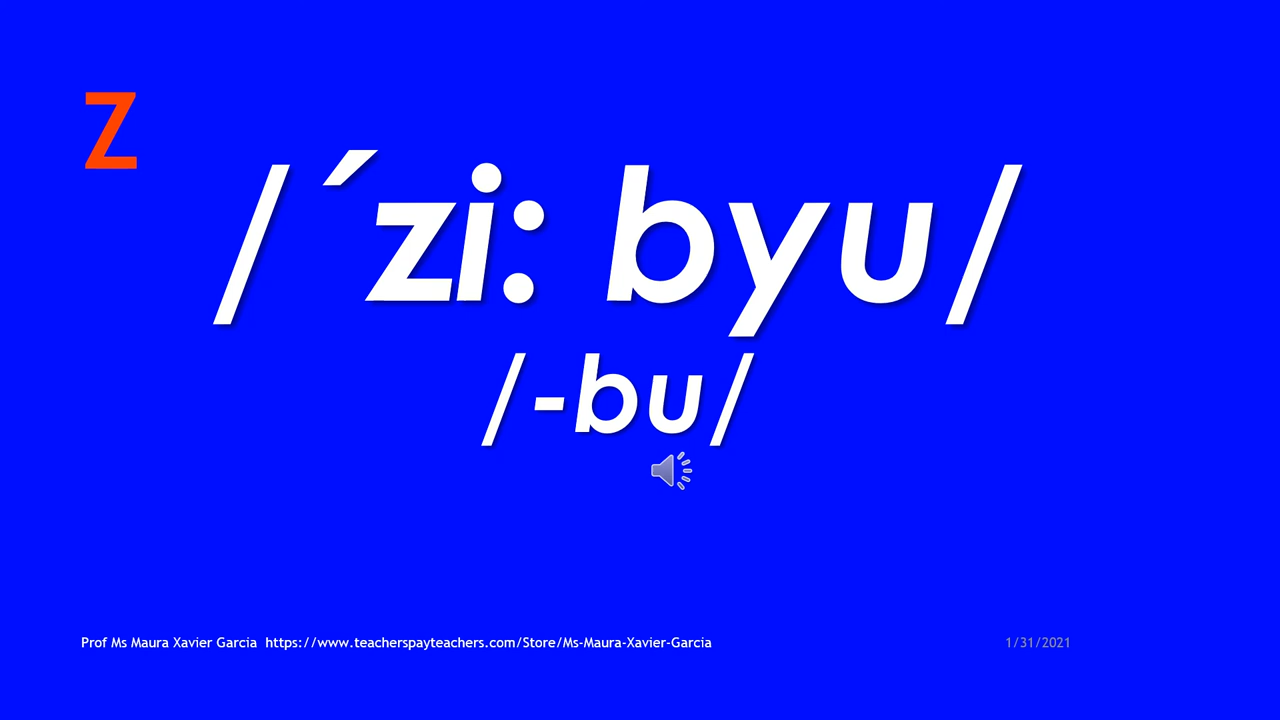 Z
/´zi: byu/
/-bu/
Prof Ms Maura Xavier Garcia  https://www.teacherspayteachers.com/Store/Ms-Maura-Xavier-Garcia
1/31/2021